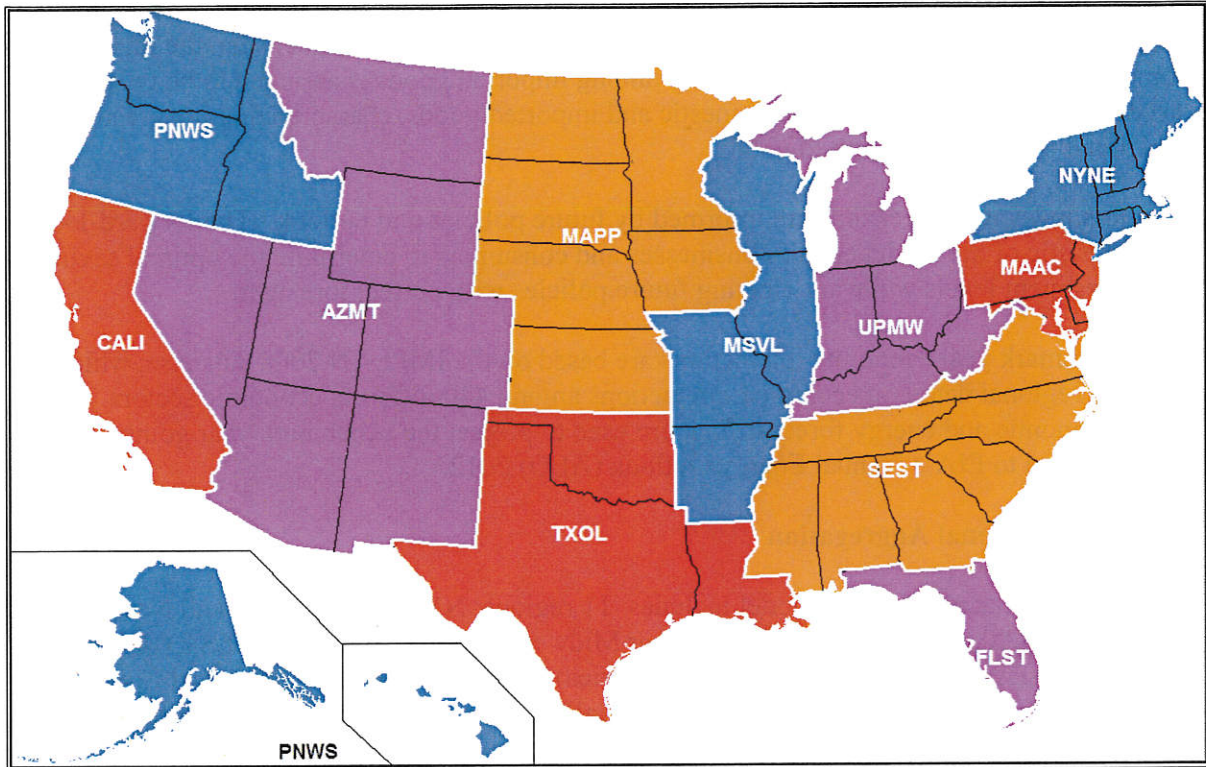 PNWS
NYNE
MAPP
MAAC
AZMT
UPMW
CALI
MSVL
SEST
TXOL
FLST
PNWS